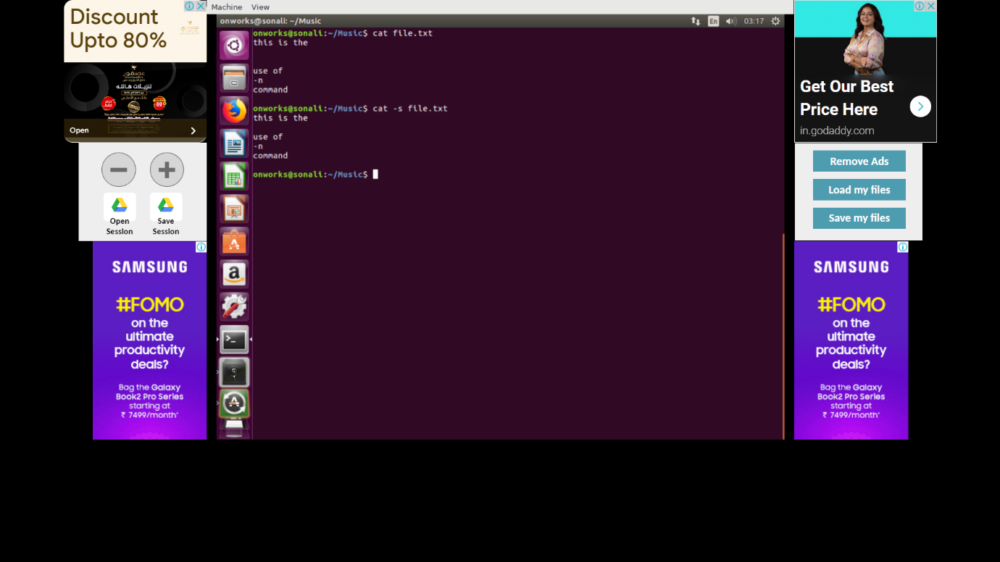 Discount
Upto 80%
عصفور
تنزيلات هائلة
Open
Machine View
onworks@sonali: ~/Music
En
03:17
onworks@sonali:~/Music$ cat file.txt
this is the
use of
-n
command
onworks@sonali:~/Music$ cat -s file.txt
this is the
use of
-n
command
onworks@sonali:~/Music$
Get Our Best
Price Here
in.godaddy.com
Open
Session
Save
Session
Remove Ads
Load my files
Save my files
SAMSUNG
#FOMO
on the
ultimate
productivity
deals?
Bag the Galaxy
Book2 Pro Series
starting at
₹ 7499/month*
SAMSUNG
#FOMO
on the
ultimate
productivity
deals?
Bag the Galaxy
Book2 Pro Series
starting at
₹ 7499/month*